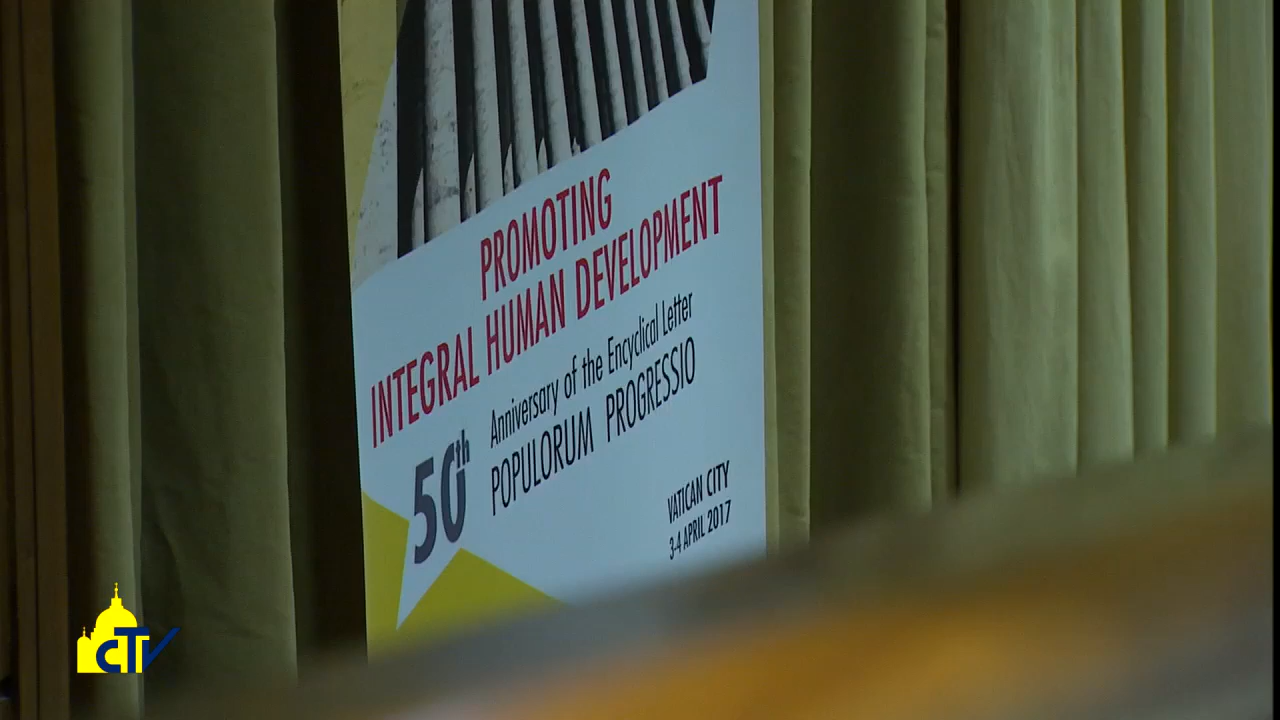 PROMOTING
INTEGRAL HUMAN DEVELOPMENT
50th
Anniversary of the Encyclical Letter
POPULORUM PROGRESSIO
VATICAN CITY
3-4 APRIL 2017
CTV